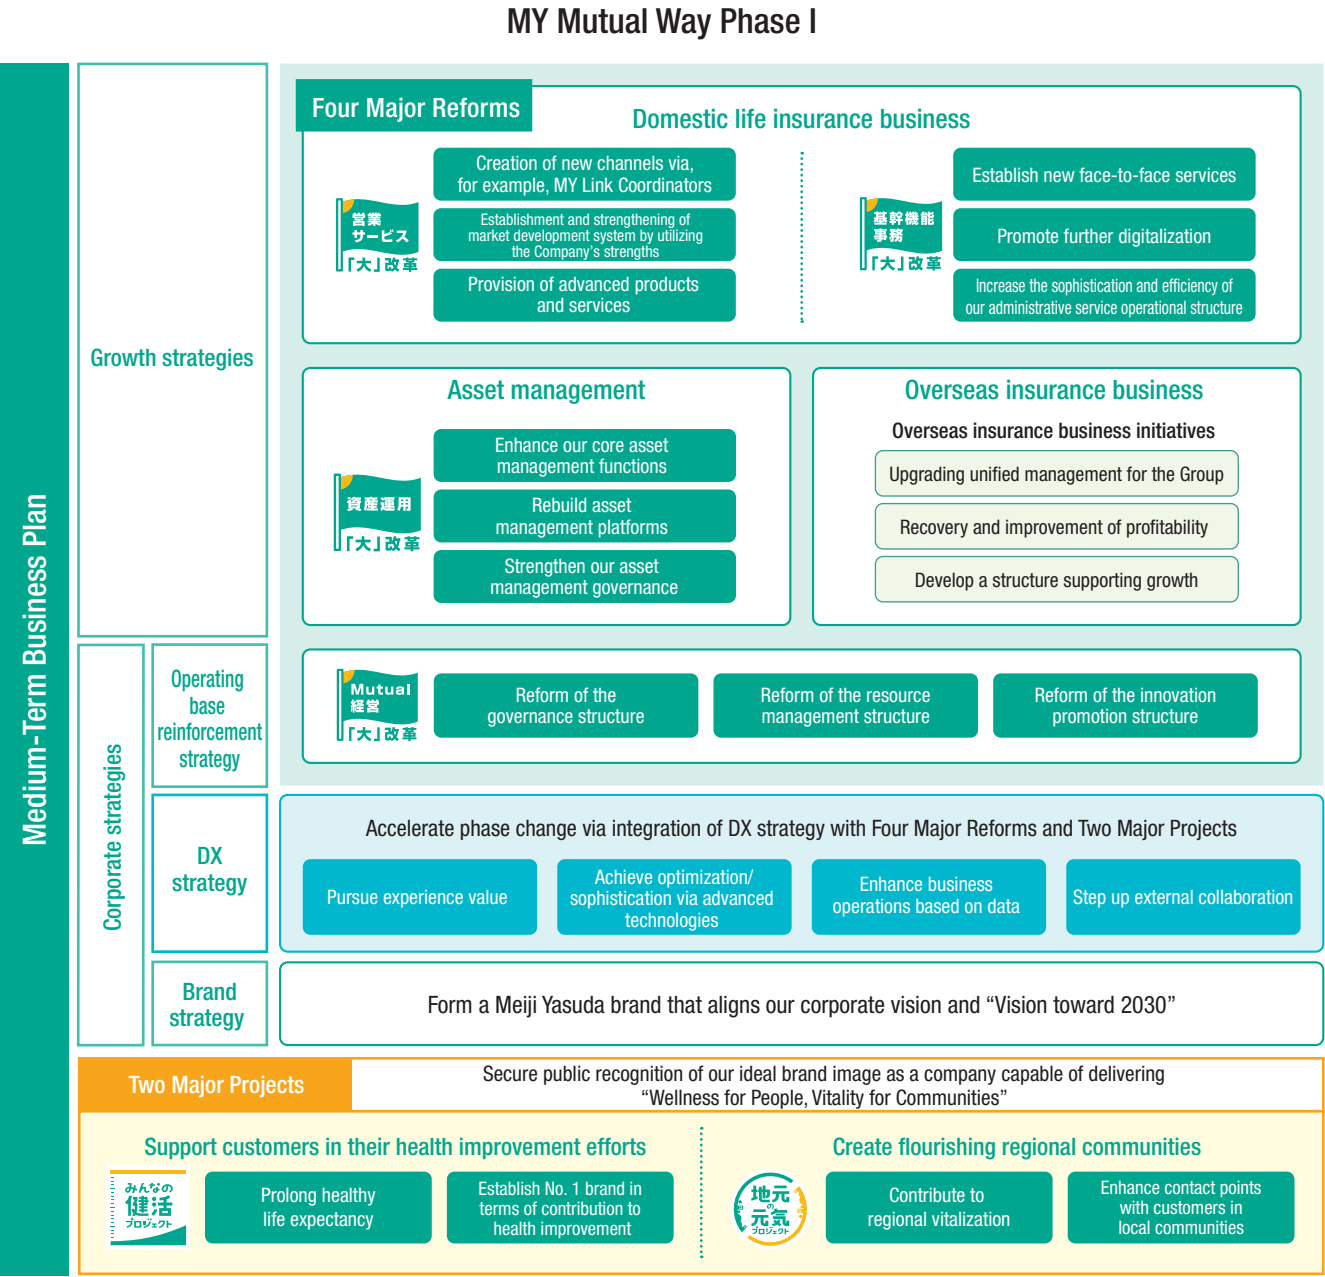 MY Mutual Way Phase I
Medium-Term Business Plan
Growth strategies
Four Major Reforms
Domestic life insurance business
営業
サービス
「大」改革
Creation of new channels via,
for example, MY Link Coordinators
Establishment and strengthening of
market development system by utilizing
the Company's strengths
Provision of advanced products
and services
基幹機能
事務
「大」改革
Establish new face-to-face services
Promote further digitalization
Increase the sophistication and efficiency of
our administrative service operational structure
Asset management
資産運用
「大」改革
Enhance our core asset
management functions
Rebuild asset
management platforms
Strengthen our asset
management governance
Overseas insurance business
Overseas insurance business initiatives
Upgrading unified management for the Group
Recovery and improvement of profitability
Develop a structure supporting growth
Corporate strategies
Operating
base
reinforcement
strategy
Mutual
経営
「大」改革
Reform of the
governance structure
Reform of the resource
management structure
Reform of the innovation
promotion structure
DX
strategy
Accelerate phase change via integration of DX strategy with Four Major Reforms and Two Major Projects
Pursue experience value
Achieve optimization/
sophistication via advanced
technologies
Enhance business
operations based on data
Step up external collaboration
Brand
strategy
Form a Meiji Yasuda brand that aligns our corporate vision and “Vision toward 2030”
Two Major Projects
Secure public recognition of our ideal brand image as a company capable of delivering
“Wellness for People, Vitality for Communities”
Support customers in their health improvement efforts
みんなの
健活
プロジェクト
Prolong healthy
life expectancy
Establish No. 1 brand in
terms of contribution to
health improvement
Create flourishing regional communities
地元
の
元気
プロジェクト
Contribute to
regional vitalization
Enhance contact points
with customers in
local communities